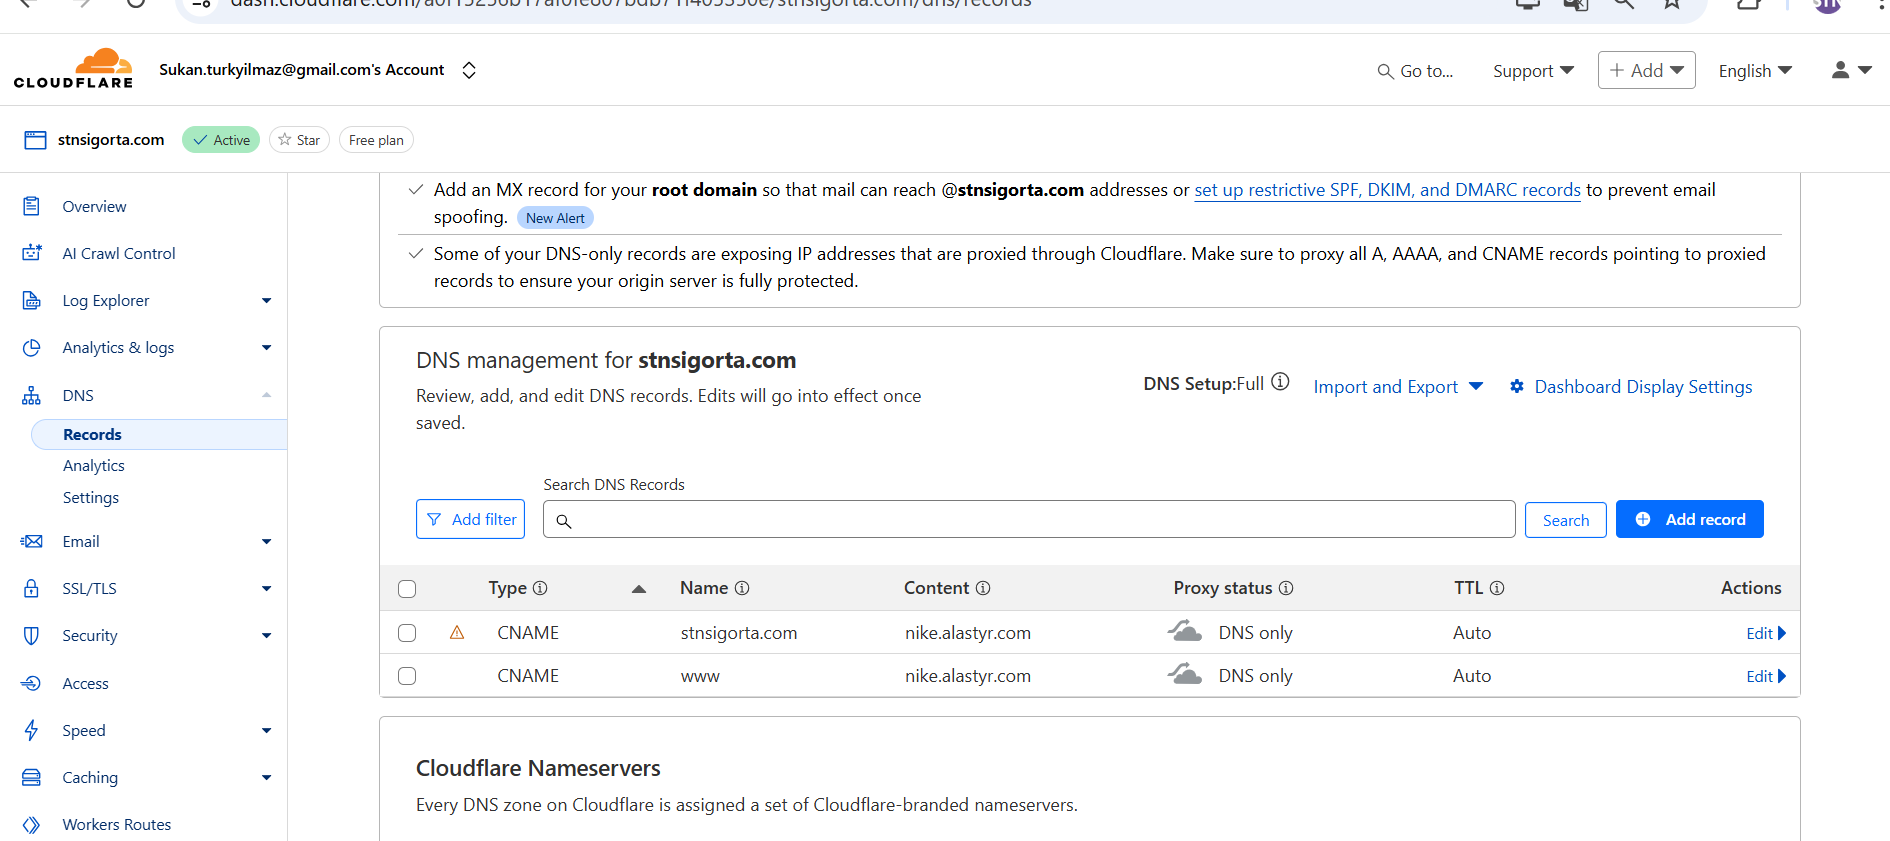 CLOUDFLARE
Sukan.turkyilmaz@gmail.com's Account
Go to...
Support
+ Add
English
stnsigorta.com
Active
Star
Free plan
Overview
AI Crawl Control
Log Explorer
Analytics & logs
DNS
Records
Analytics
Settings
Email
SSL/TLS
Security
Access
Speed
Caching
Workers Routes
Add an MX record for your root domain so that mail can reach @stnsigorta.com addresses or set up restrictive SPF, DKIM, and DMARC records to prevent email
spoofing. New Alert
Some of your DNS-only records are exposing IP addresses that are proxied through Cloudflare. Make sure to proxy all A, AAAA, and CNAME records pointing to proxied
records to ensure your origin server is fully protected.
DNS management for stnsigorta.com
Review, add, and edit DNS records. Edits will go into effect once
saved.
DNS Setup:Full
Import and Export
Dashboard Display Settings
Search DNS Records
Add filter
Search
Add record
Type Name Content Proxy status TTL Actions
CNAME stnsigorta.com nike.alastyr.com DNS only Auto Edit
CNAME www nike.alastyr.com DNS only Auto Edit
Cloudflare Nameservers
Every DNS zone on Cloudflare is assigned a set of Cloudflare-branded nameservers.